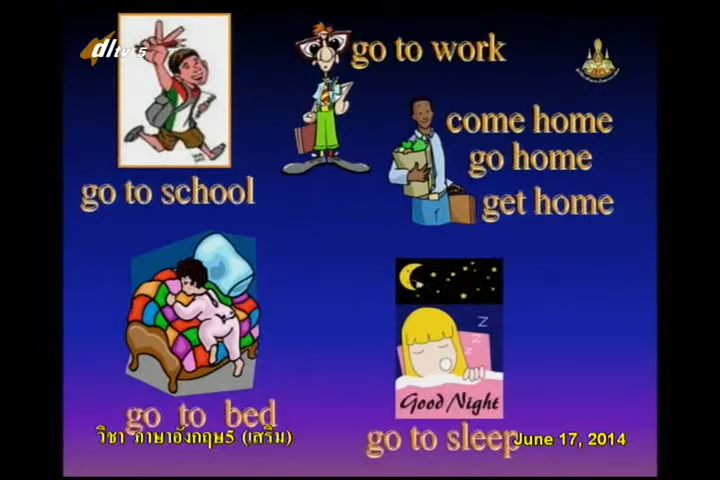 dltv 5
go to work
come home
go home
get home
go to school
z
z
z
Good Night
go to bed
go to sleep
วิชา ภาษาอังกฤษ5 (เสริม)
June 17, 2014